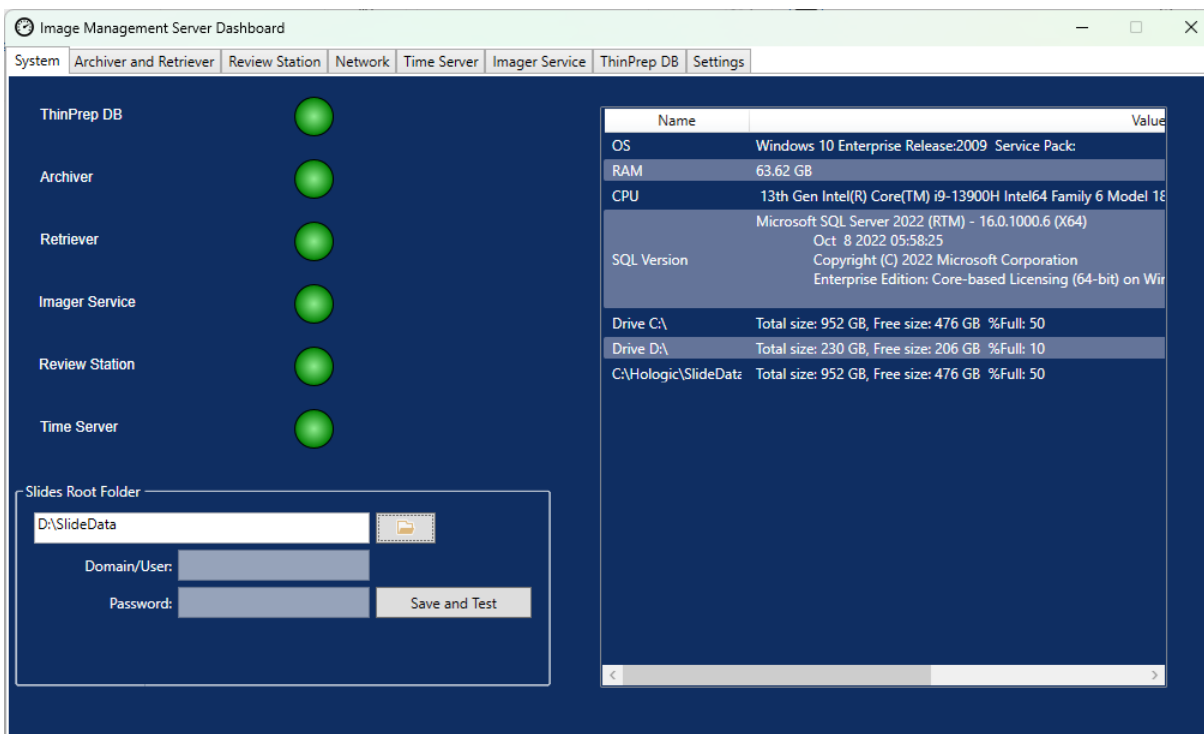 Image Management Server Dashboard
System Archiver and Retriever Review Station Network Time Server Imager Service ThinPrep DB Settings
ThinPrep DB
Archiver
Retriever
Imager Service
Review Station
Time Server
Slides Root Folder
D:\SlideData
Domain/User:
Password:
Save and Test
Name Value
OS Windows 10 Enterprise Release:2009 Service Pack:
RAM 63.62 GB
CPU 13th Gen Intel(R) Core(TM) i9-13900H Intel64 Family 6 Model 18
SQL Version Microsoft SQL Server 2022 (RTM) - 16.0.1000.6 (X64)
Oct 8 2022 05:58:25
Copyright (C) 2022 Microsoft Corporation
Enterprise Edition: Core-based Licensing (64-bit) on Wir
Drive C:\ Total size: 952 GB, Free size: 476 GB %Full: 50
Drive D:\ Total size: 230 GB, Free size: 206 GB %Full: 10
C:\Hologic\SlideData Total size: 952 GB, Free size: 476 GB %Full: 50